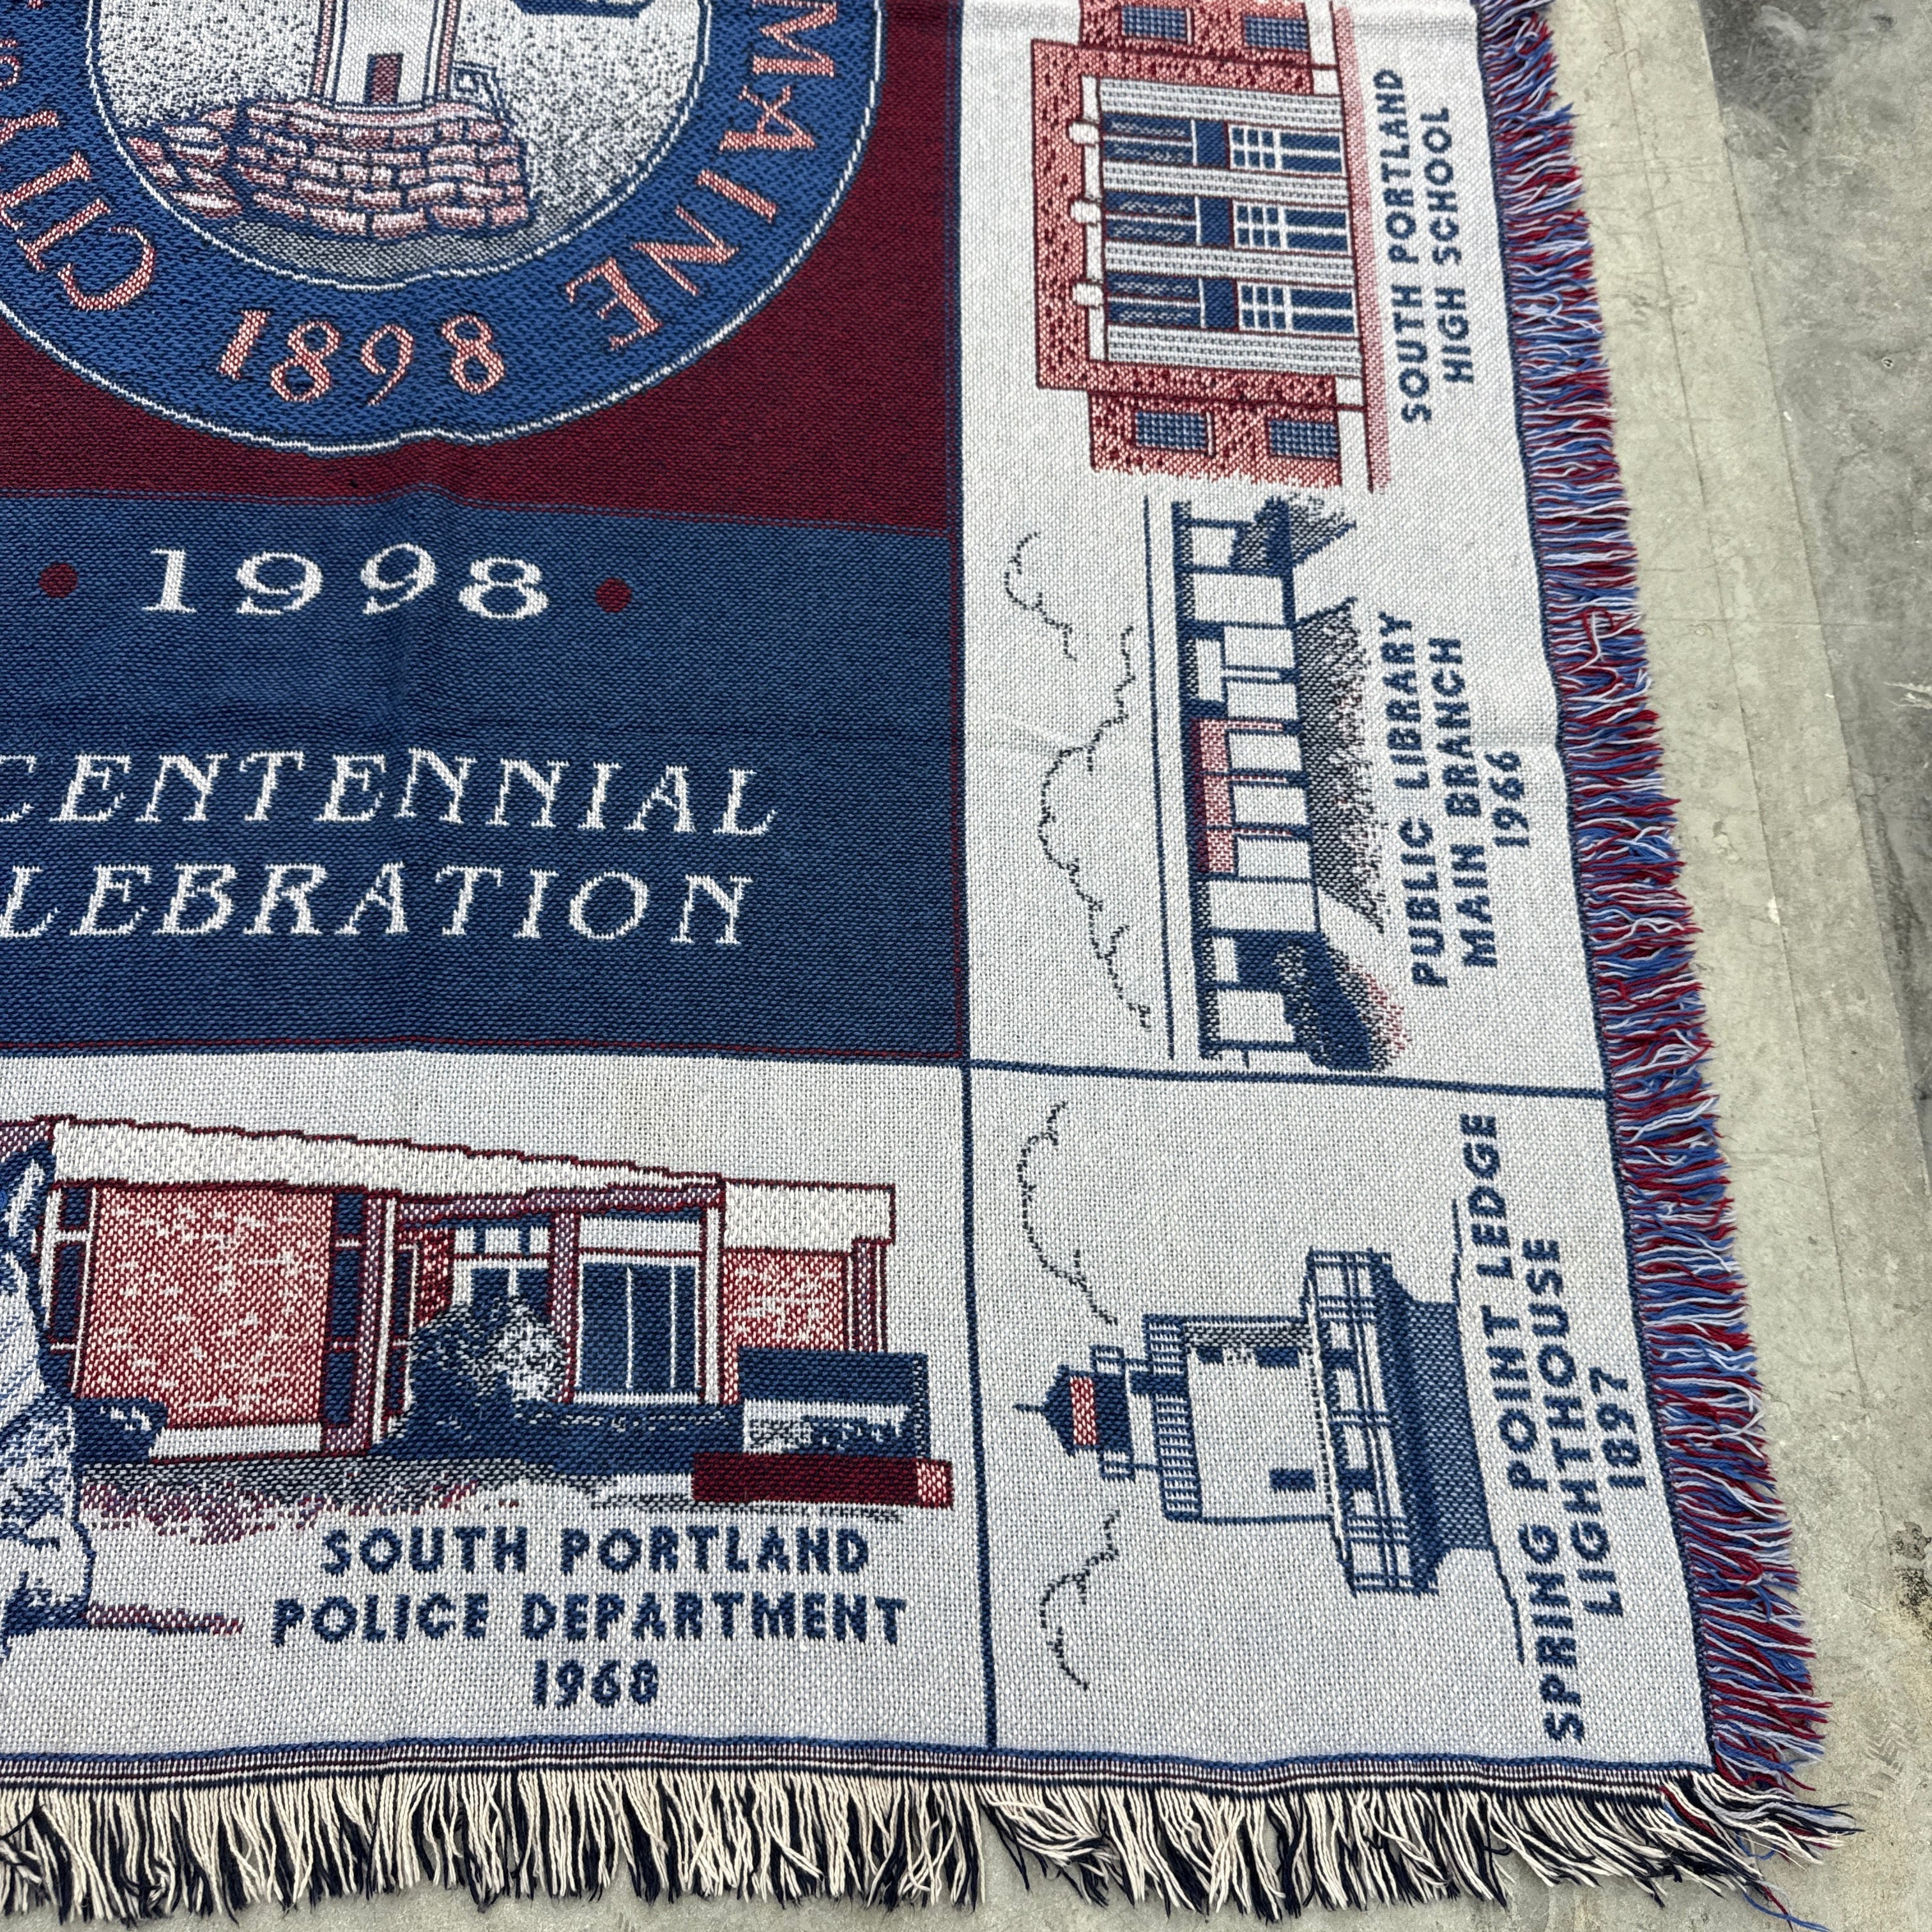 CITY
1898
MAINE
• 1998 •
CENTENNIAL
LEBRATION
SOUTH PORTLAND
HIGH SCHOOL
PUBLIC LIBRARY
MAIN BRANCH
1966
SOUTH PORTLAND
POLICE DEPARTMENT
1968
SPRING POINT LEDGE
LIGHTHOUSE
1897